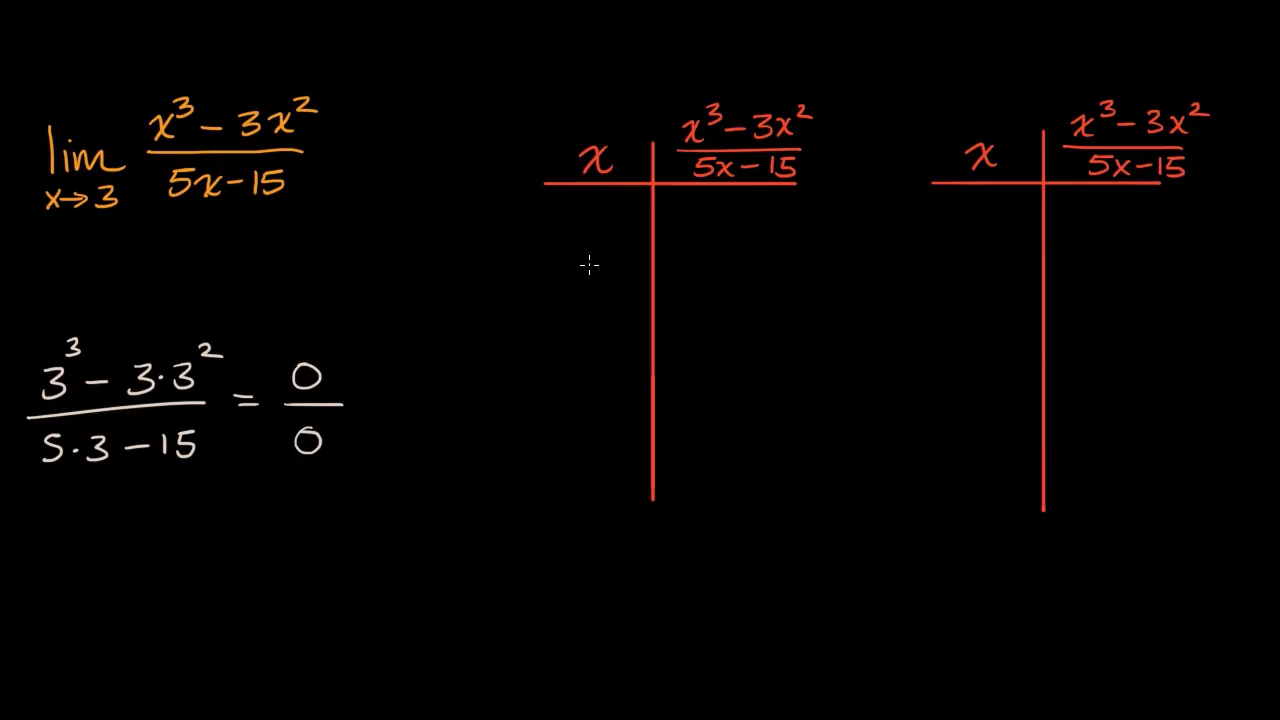 lim x→3 x³ - 3x² / 5x - 15
3³ - 3·3² / 5·3 - 15 = 0 / 0
x | x³ - 3x² / 5x - 15
x | x³ - 3x² / 5x - 15